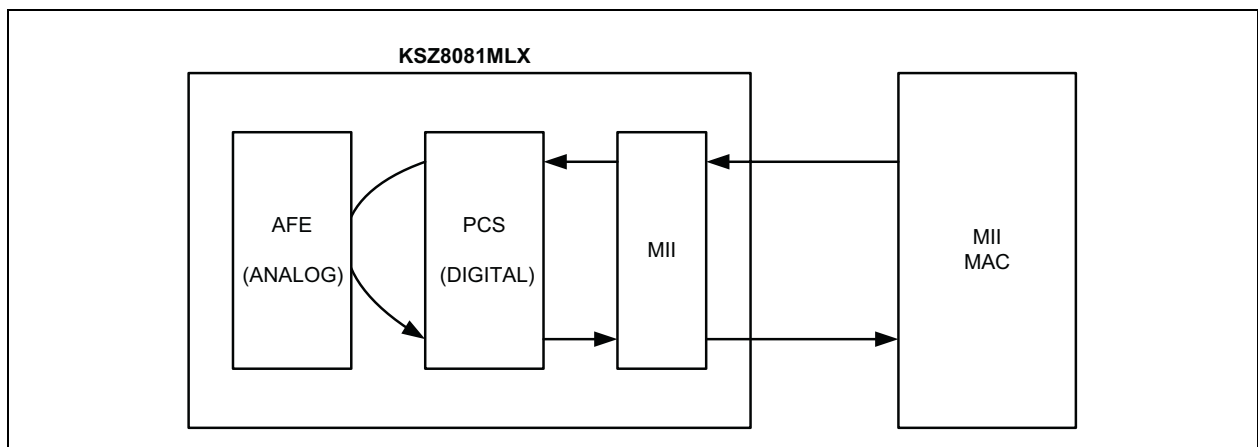 KSZ8081MLX
AFE
(ANALOG)
PCS
(DIGITAL)
MII
MII
MAC